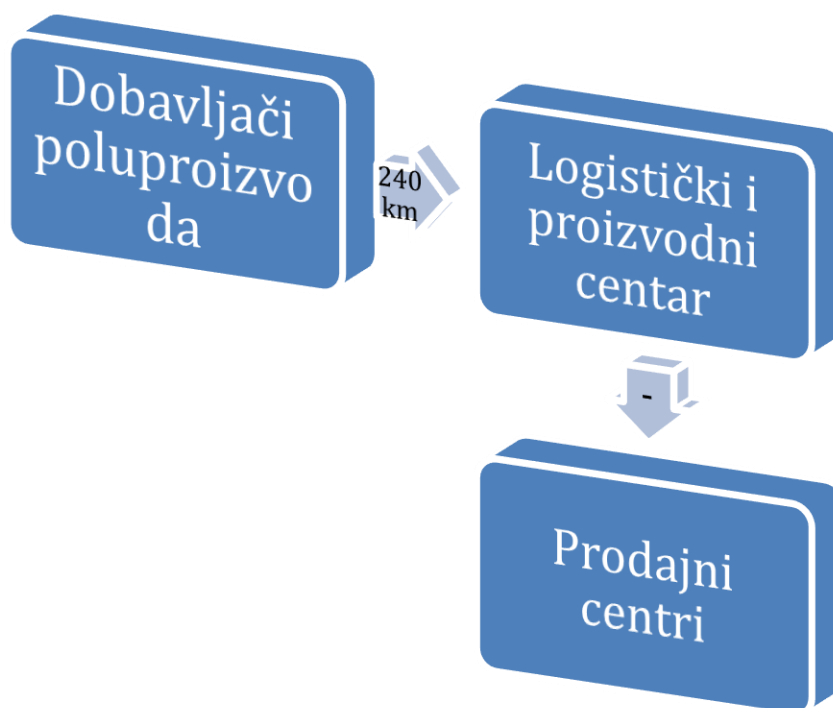 Dobavljači
poluproizvo
da
240
km
Logistički i
proizvodni
centar
-
Prodajni
centri